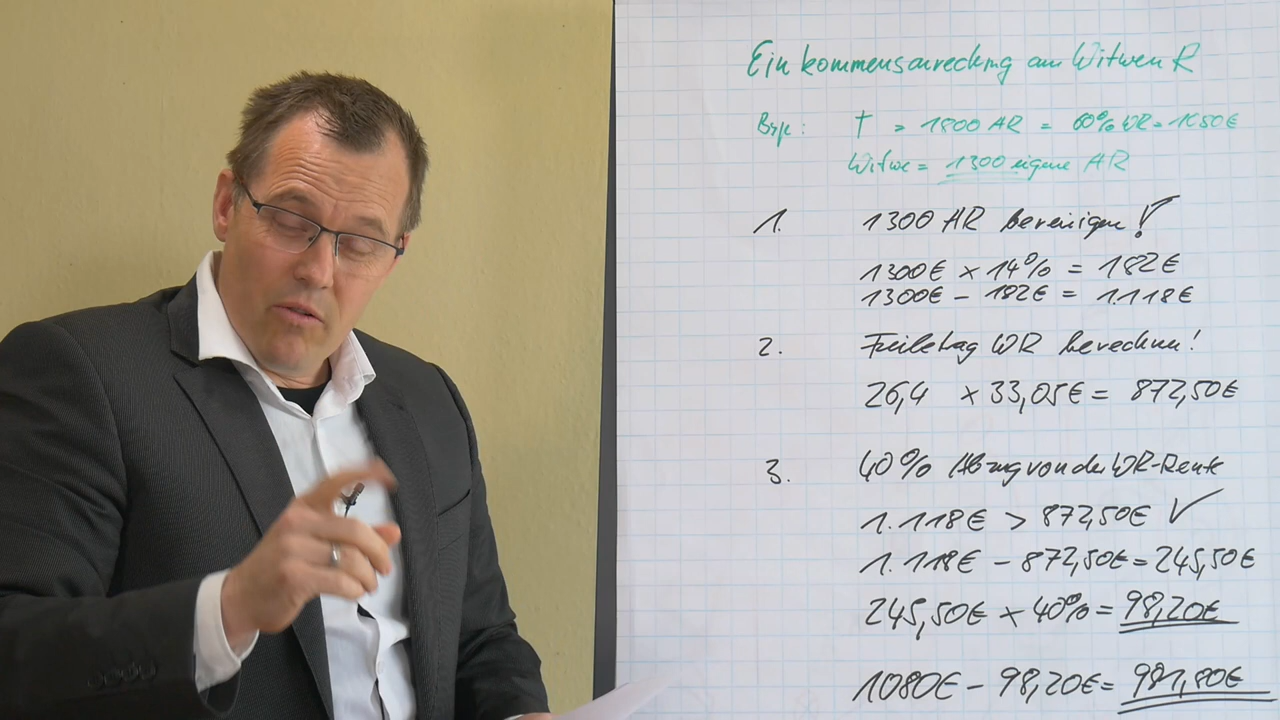 Einkommensanrechng an Witwen R
Bsp.: † = 1800 AR = 60% WR = 1080€
Witwe = 1300 eigene AR
1. 1300 AR bereinigen! ✓
1300€ x 14% = 182€
1300€ - 182€ = 1.118€
2. Freibetrag WR berechnen!
26,4 x 33,05€ = 872,50€
3. 40% Abzug von der WR-Rente
1.118€ > 872,50€ ✓
1.118€ - 872,50€ = 245,50€
245,50€ x 40% = 98,20€
1080€ - 98,20€ = 981,80€